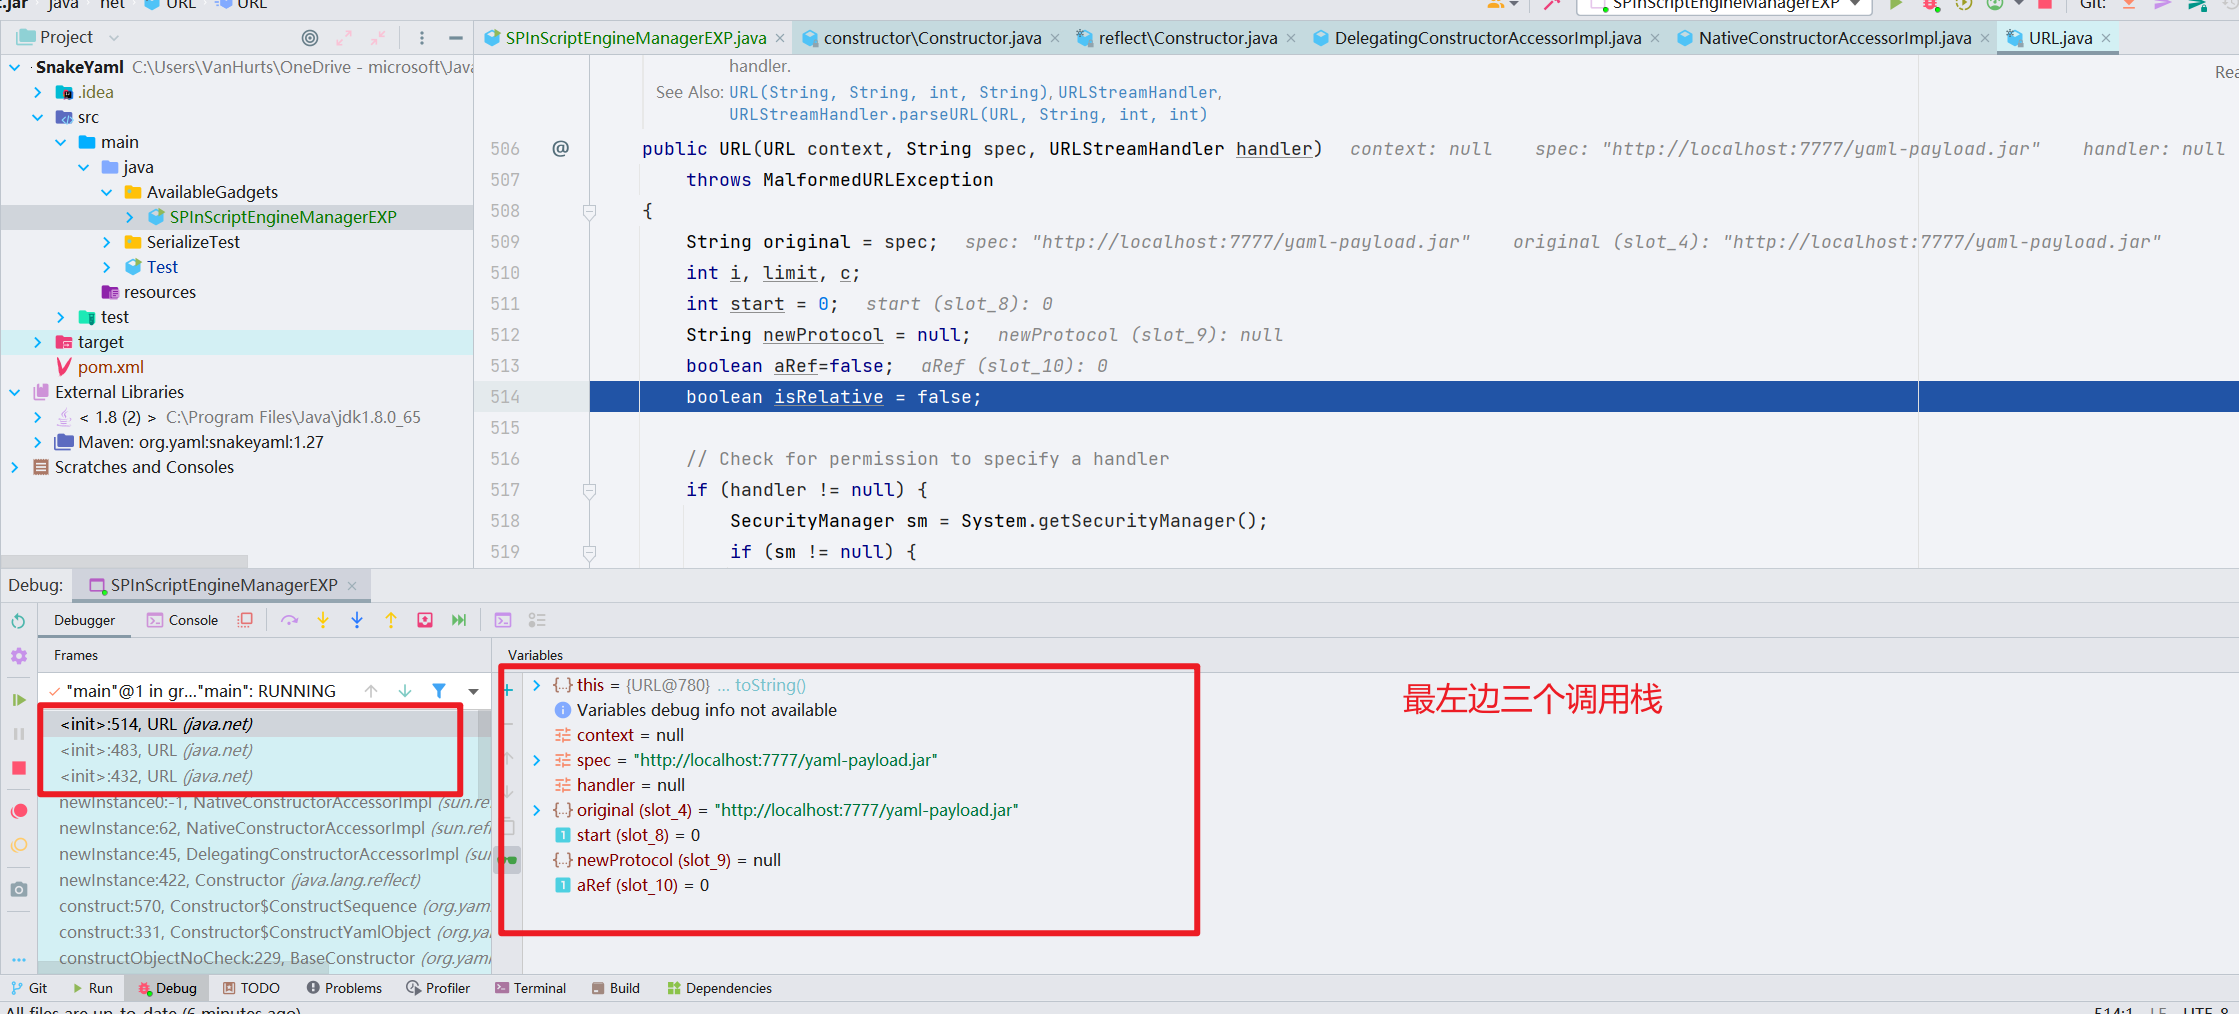 t.jar java net URL URL
SPInScriptEngineManagerEXP Git:
Project
SPInScriptEngineManagerEXP.java constructor\Constructor.java reflect\Constructor.java DelegatingConstructorAccessorImpl.java NativeConstructorAccessorImpl.java URL.java
SnakeYaml C:\Users\VanHurts\OneDrive - microsoft\Java
.idea
src
main
java
AvailableGadgets
SPInScriptEngineManagerEXP
SerializeTest
Test
resources
test
target
pom.xml
External Libraries
< 1.8 (2) > C:\Program Files\Java\jdk1.8.0_65
Maven: org.yaml:snakeyaml:1.27
Scratches and Consoles
handler.
Rea
See Also: URL(String, String, int, String), URLStreamHandler,
URLStreamHandler.parseURL(URL, String, int, int)
506 @ public URL(URL context, String spec, URLStreamHandler handler) context: null spec: "http://localhost:7777/yaml-payload.jar" handler: null
507 throws MalformedURLException
508 {
509 String original = spec; spec: "http://localhost:7777/yaml-payload.jar" original (slot_4): "http://localhost:7777/yaml-payload.jar"
510 int i, limit, c;
511 int start = 0; start (slot_8): 0
512 String newProtocol = null; newProtocol (slot_9): null
513 boolean aRef=false; aRef (slot_10): 0
514 boolean isRelative = false;
515
516 // Check for permission to specify a handler
517 if (handler != null) {
518 SecurityManager sm = System.getSecurityManager();
519 if (sm != null) {
Debug: SPInScriptEngineManagerEXP
Debugger Console
Frames
"main"@1 in gr..."main": RUNNING
<init>:514, URL (java.net)
<init>:483, URL (java.net)
<init>:432, URL (java.net)
newInstance0:-1, NativeConstructorAccessorImpl (sun.re
newInstance:62, NativeConstructorAccessorImpl (sun.refl
newInstance:45, DelegatingConstructorAccessorImpl (su
newInstance:422, Constructor (java.lang.reflect)
construct:570, Constructor$ConstructSequence (org.yam
construct:331, Constructor$ConstructYamlObject (org.ya
constructObjectNoCheck:229, BaseConstructor (org.yaml
Variables
this = {URL@780} ... toString()
Variables debug info not available
context = null
spec = "http://localhost:7777/yaml-payload.jar"
handler = null
original (slot_4) = "http://localhost:7777/yaml-payload.jar"
start (slot_8) = 0
newProtocol (slot_9) = null
aRef (slot_10) = 0
最左边三个调用栈
Git Run Debug TODO Problems Profiler Terminal Build Dependencies
All files are up-to-date (6 minutes ago) 514:1 LF UTF-8